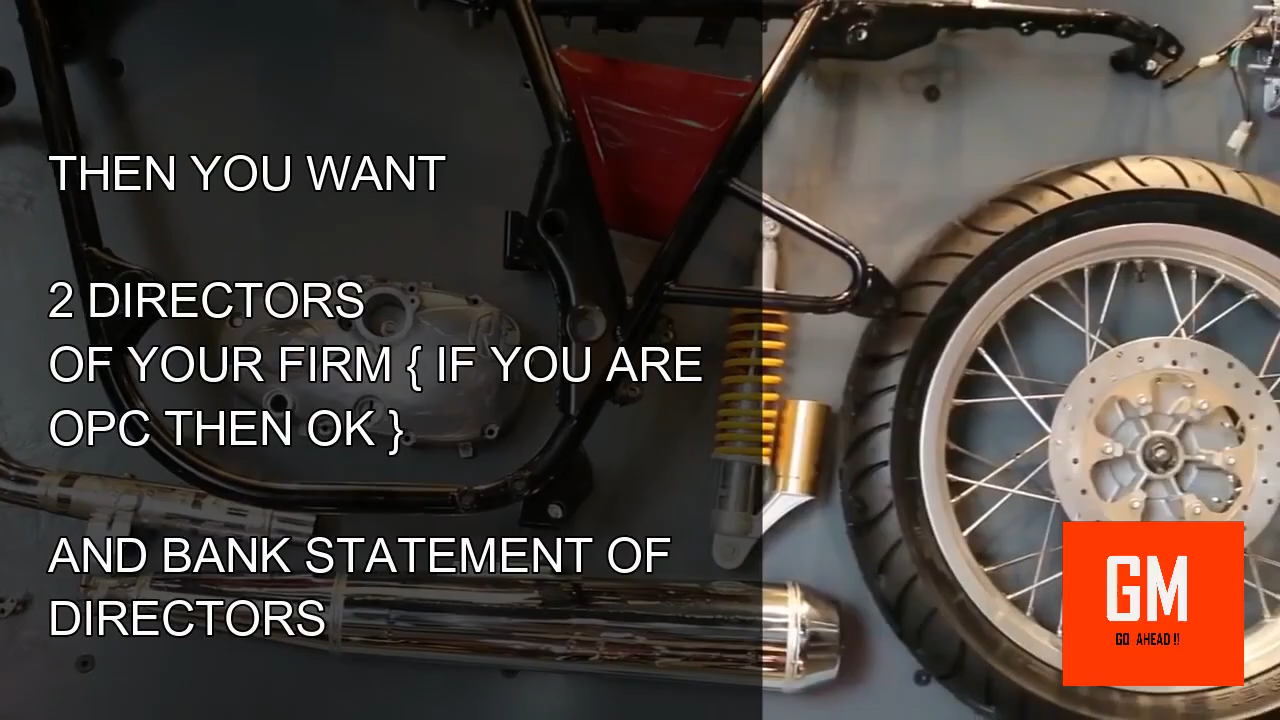 THEN YOU WANT
2 DIRECTORS
OF YOUR FIRM { IF YOU ARE
OPC THEN OK }
AND BANK STATEMENT OF
DIRECTORS
GM
GO AHEAD !!